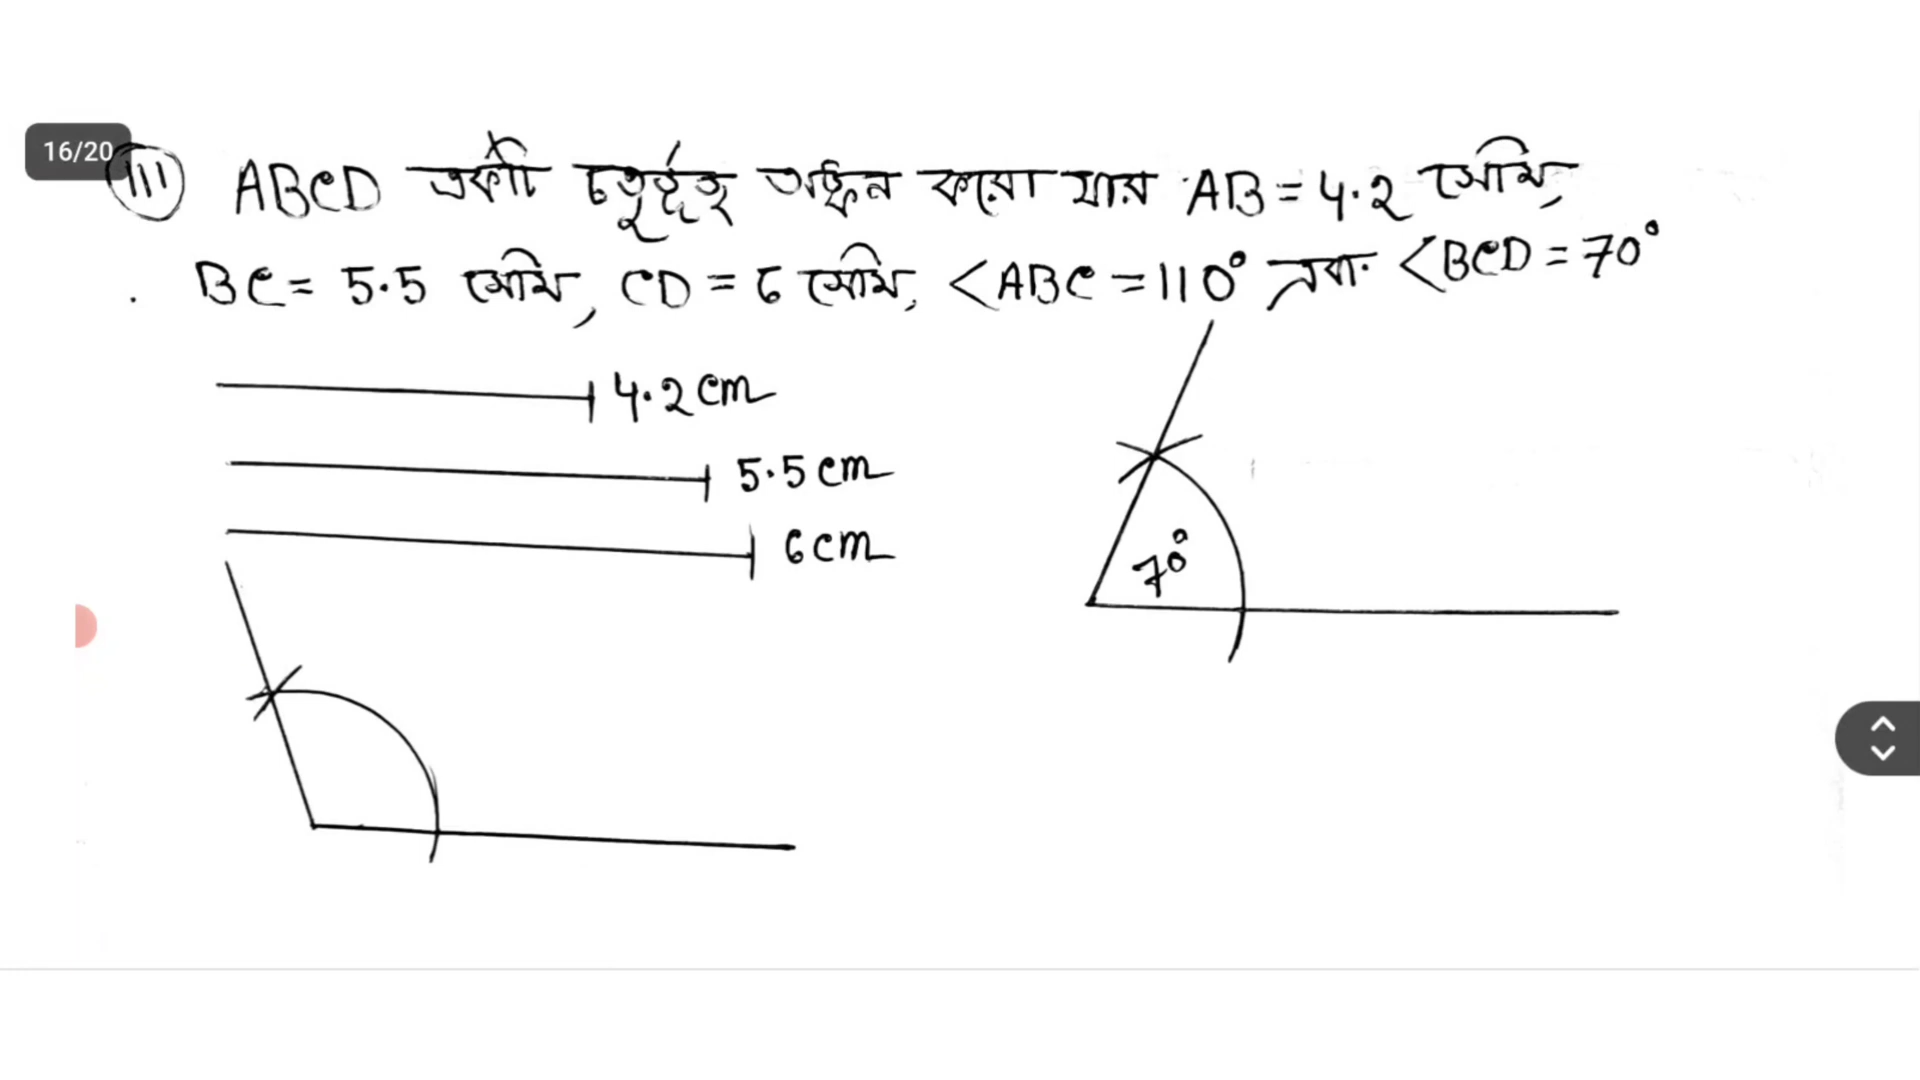 16/20
(iii) ABCD একটি চতুর্ভুজ অঙ্কন করো যার AB = 4.2 সেমি,
BC = 5.5 সেমি, CD = 6 সেমি, <ABC = 110° এবং <BCD = 70°
4.2 cm
5.5 cm
6 cm
70°